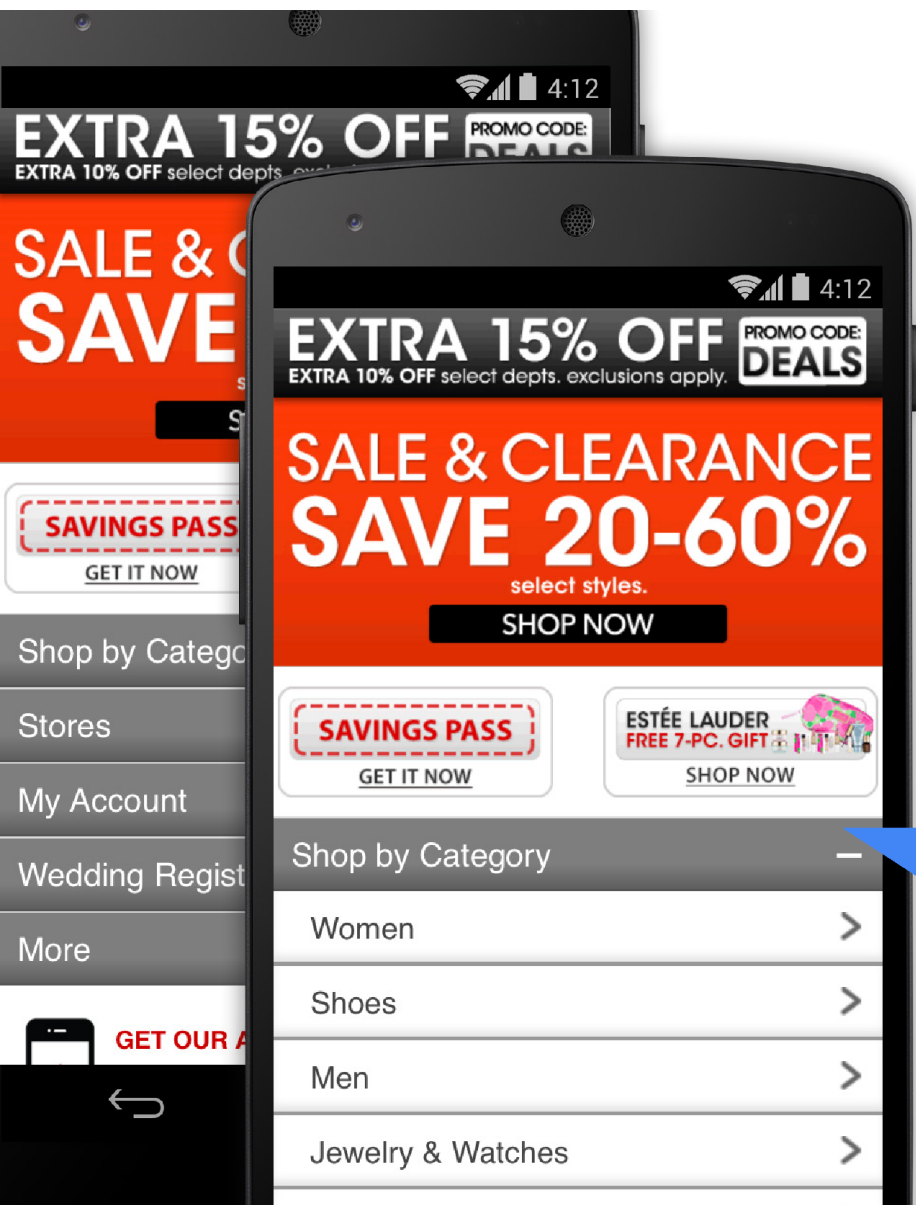 4:12
EXTRA 15% OFF
PROMO CODE:
DEALS
EXTRA 10% OFF select depts.
SALE &
SAVE
SAVINGS PASS
GET IT NOW
Shop by
Stores
My Account
Wedding
More
GET OUR
4:12
EXTRA 15% OFF
EXTRA 10% OFF select depts. exclusions apply.
PROMO CODE:
DEALS
SALE & CLEARANCE
SAVE 20-60%
select styles.
SHOP NOW
SAVINGS PASS
GET IT NOW
ESTÉE LAUDER
FREE 7-PC. GIFT
SHOP NOW
Shop by Category
Women
Shoes
Men
Jewelry & Watches